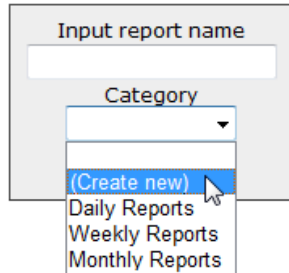 Input report name
Category
(Create new)
Daily Reports
Weekly Reports
Monthly Reports